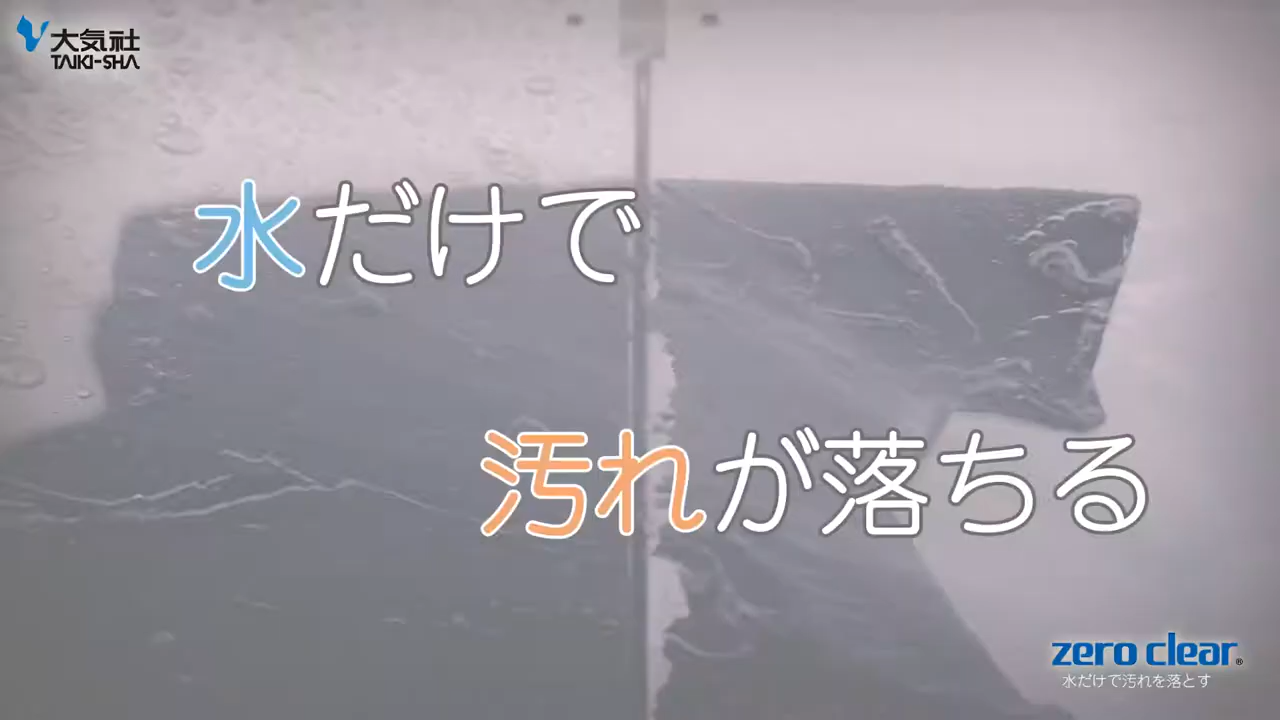 大気社
TAIKI-SHA
水だけで
汚れが落ちる
zero clear®
水だけで汚れを落とす